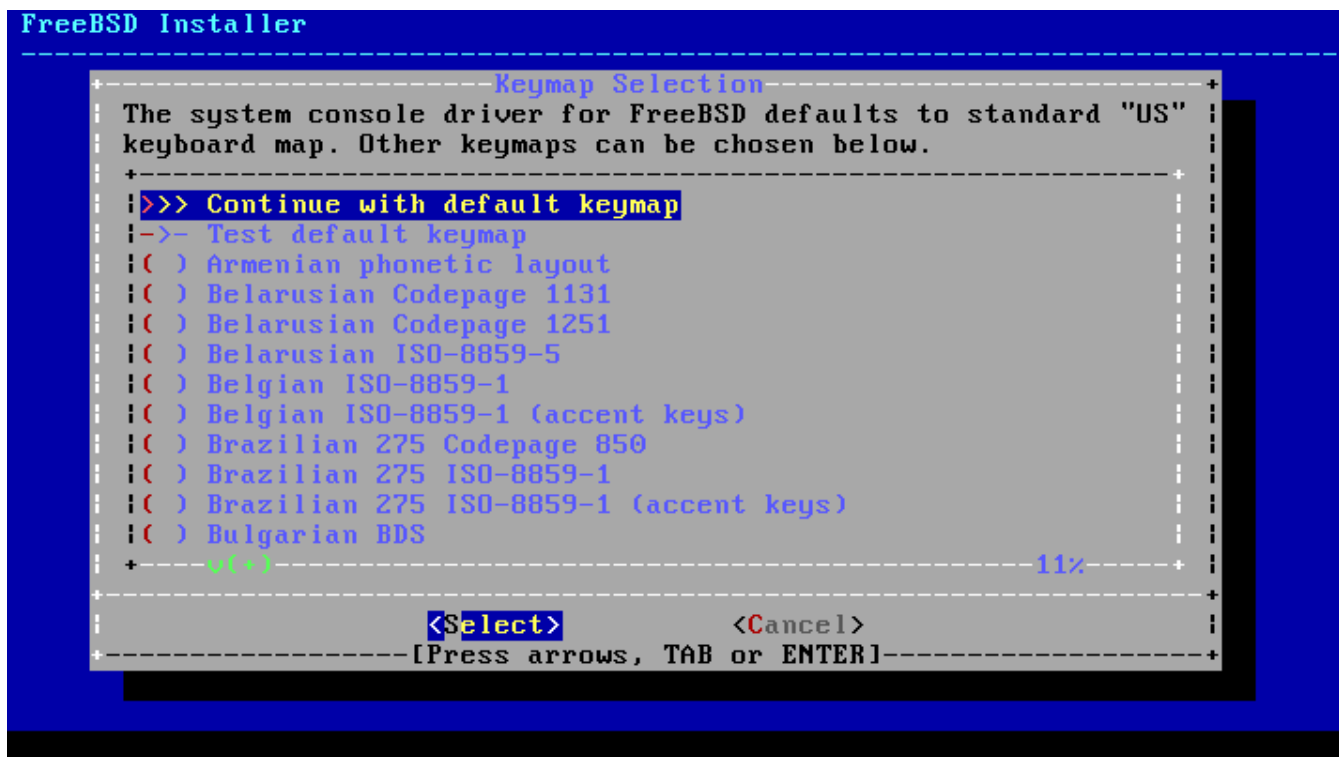 FreeBSD Installer
Keymap Selection
The system console driver for FreeBSD defaults to standard "US"
keyboard map. Other keymaps can be chosen below.
>>> Continue with default keymap
->- Test default keymap
( ) Armenian phonetic layout
( ) Belarusian Codepage 1131
( ) Belarusian Codepage 1251
( ) Belarusian ISO-8859-5
( ) Belgian ISO-8859-1
( ) Belgian ISO-8859-1 (accent keys)
( ) Brazilian 275 Codepage 850
( ) Brazilian 275 ISO-8859-1
( ) Brazilian 275 ISO-8859-1 (accent keys)
( ) Bulgarian BDS
v(+) 11%
<Select> <Cancel>
[Press arrows, TAB or ENTER]